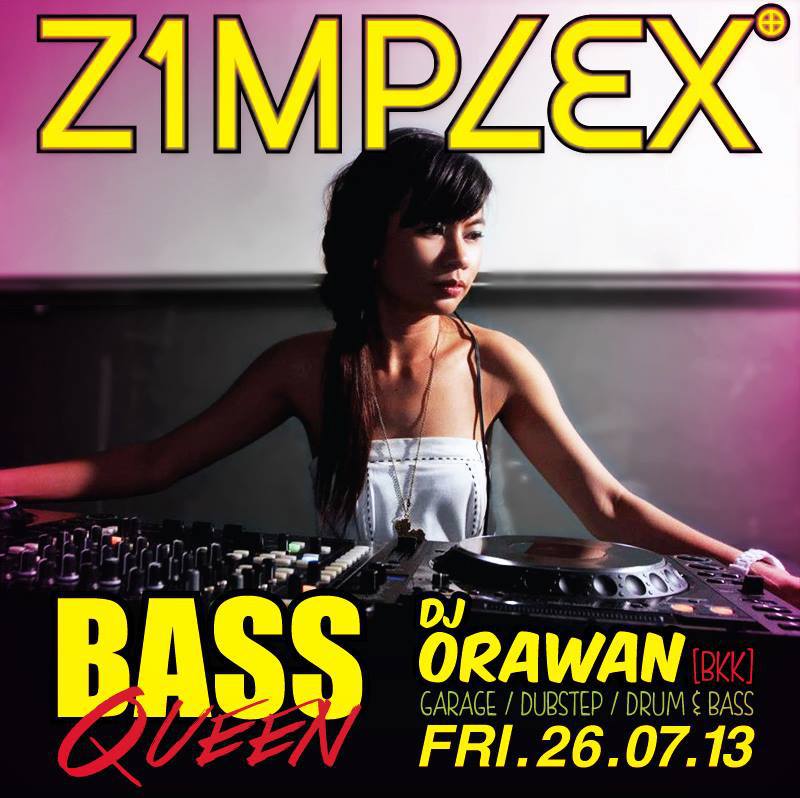 Z1MPLEX
BASS
QUEEN
DJ
ORAWAN [BKK]
GARAGE / DUBSTEP / DRUM & BASS
FRI.26.07.13